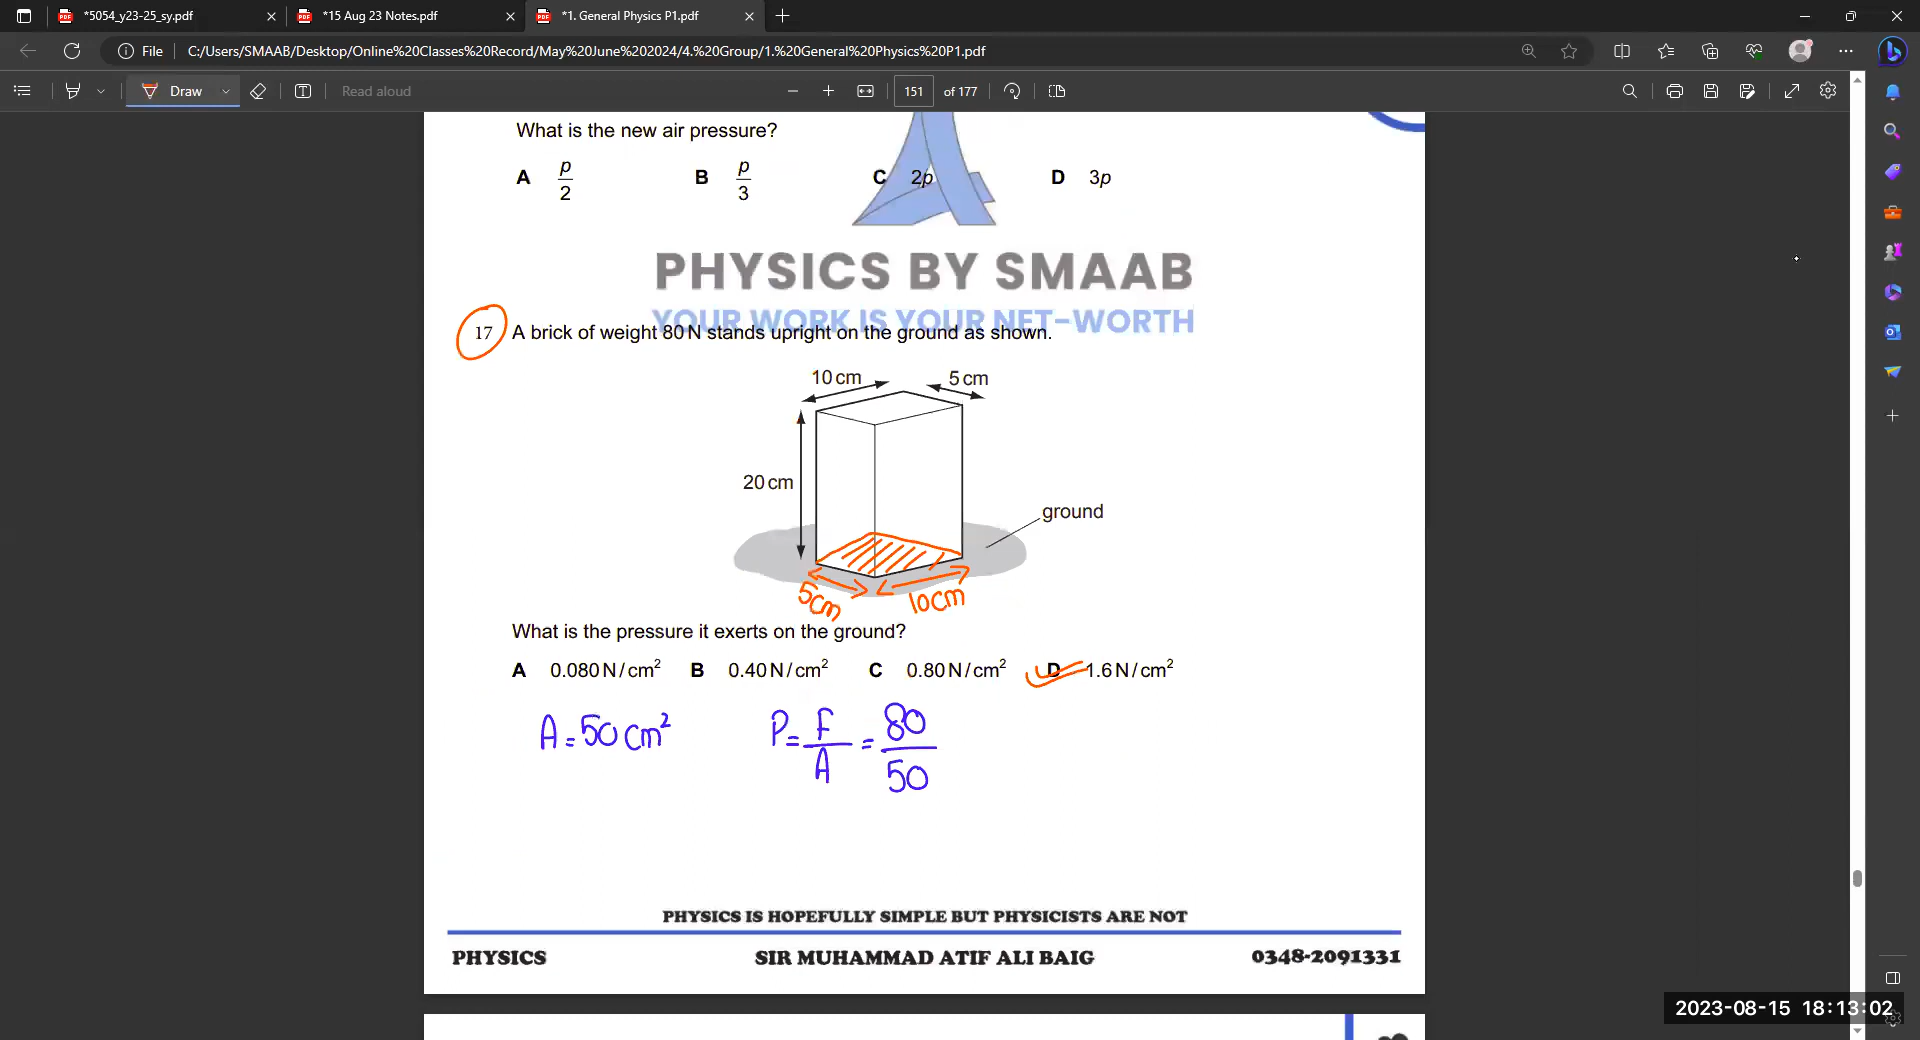 *5054_y23-25_sy.pdf
*15 Aug 23 Notes.pdf
*1. General Physics P1.pdf
File C:/Users/SMAAB/Desktop/Online%20Classes%20Record/May%20June%202024/4.%20Group/1.%20General%20Physics%20P1.pdf
Draw Read aloud 151 of 177
What is the new air pressure?
A p/2 B p/3 C 2p D 3p
PHYSICS BY SMAAB
YOUR WORK IS YOUR NET-WORTH
17 A brick of weight 80 N stands upright on the ground as shown.
10 cm 5 cm
20 cm
ground
5cm 10cm
What is the pressure it exerts on the ground?
A 0.080 N/cm² B 0.40 N/cm² C 0.80 N/cm² D 1.6 N/cm²
A = 50 cm² P = F/A = 80/50
PHYSICS IS HOPEFULLY SIMPLE BUT PHYSICISTS ARE NOT
PHYSICS SIR MUHAMMAD ATIF ALI BAIG 0348-2091331
2023-08-15 18:13:02